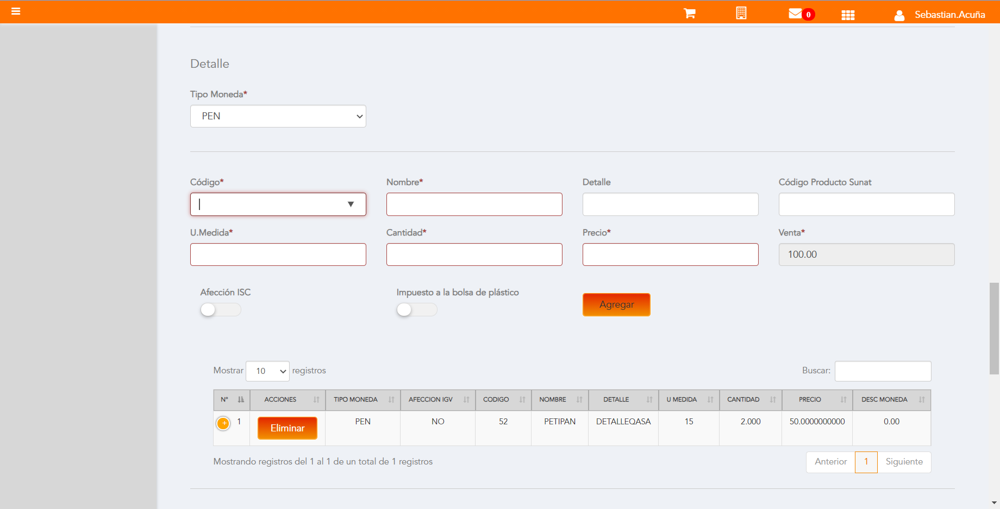 0
Sebastian.Acuña
Detalle
Tipo Moneda*
PEN
Código* Nombre* Detalle Código Producto Sunat
U.Medida* Cantidad* Precio* Venta*
100.00
Afección ISC Impuesto a la bolsa de plástico
Agregar
Mostrar 10 registros Buscar:
N° ACCIONES TIPO MONEDA AFECCION IGV CODIGO NOMBRE DETALLE U MEDIDA CANTIDAD PRECIO DESC MONEDA
1 Eliminar PEN NO 52 PETIPAN DETALLEQASA 15 2.000 50.0000000000 0.00
Mostrando registros del 1 al 1 de un total de 1 registros
Anterior 1 Siguiente